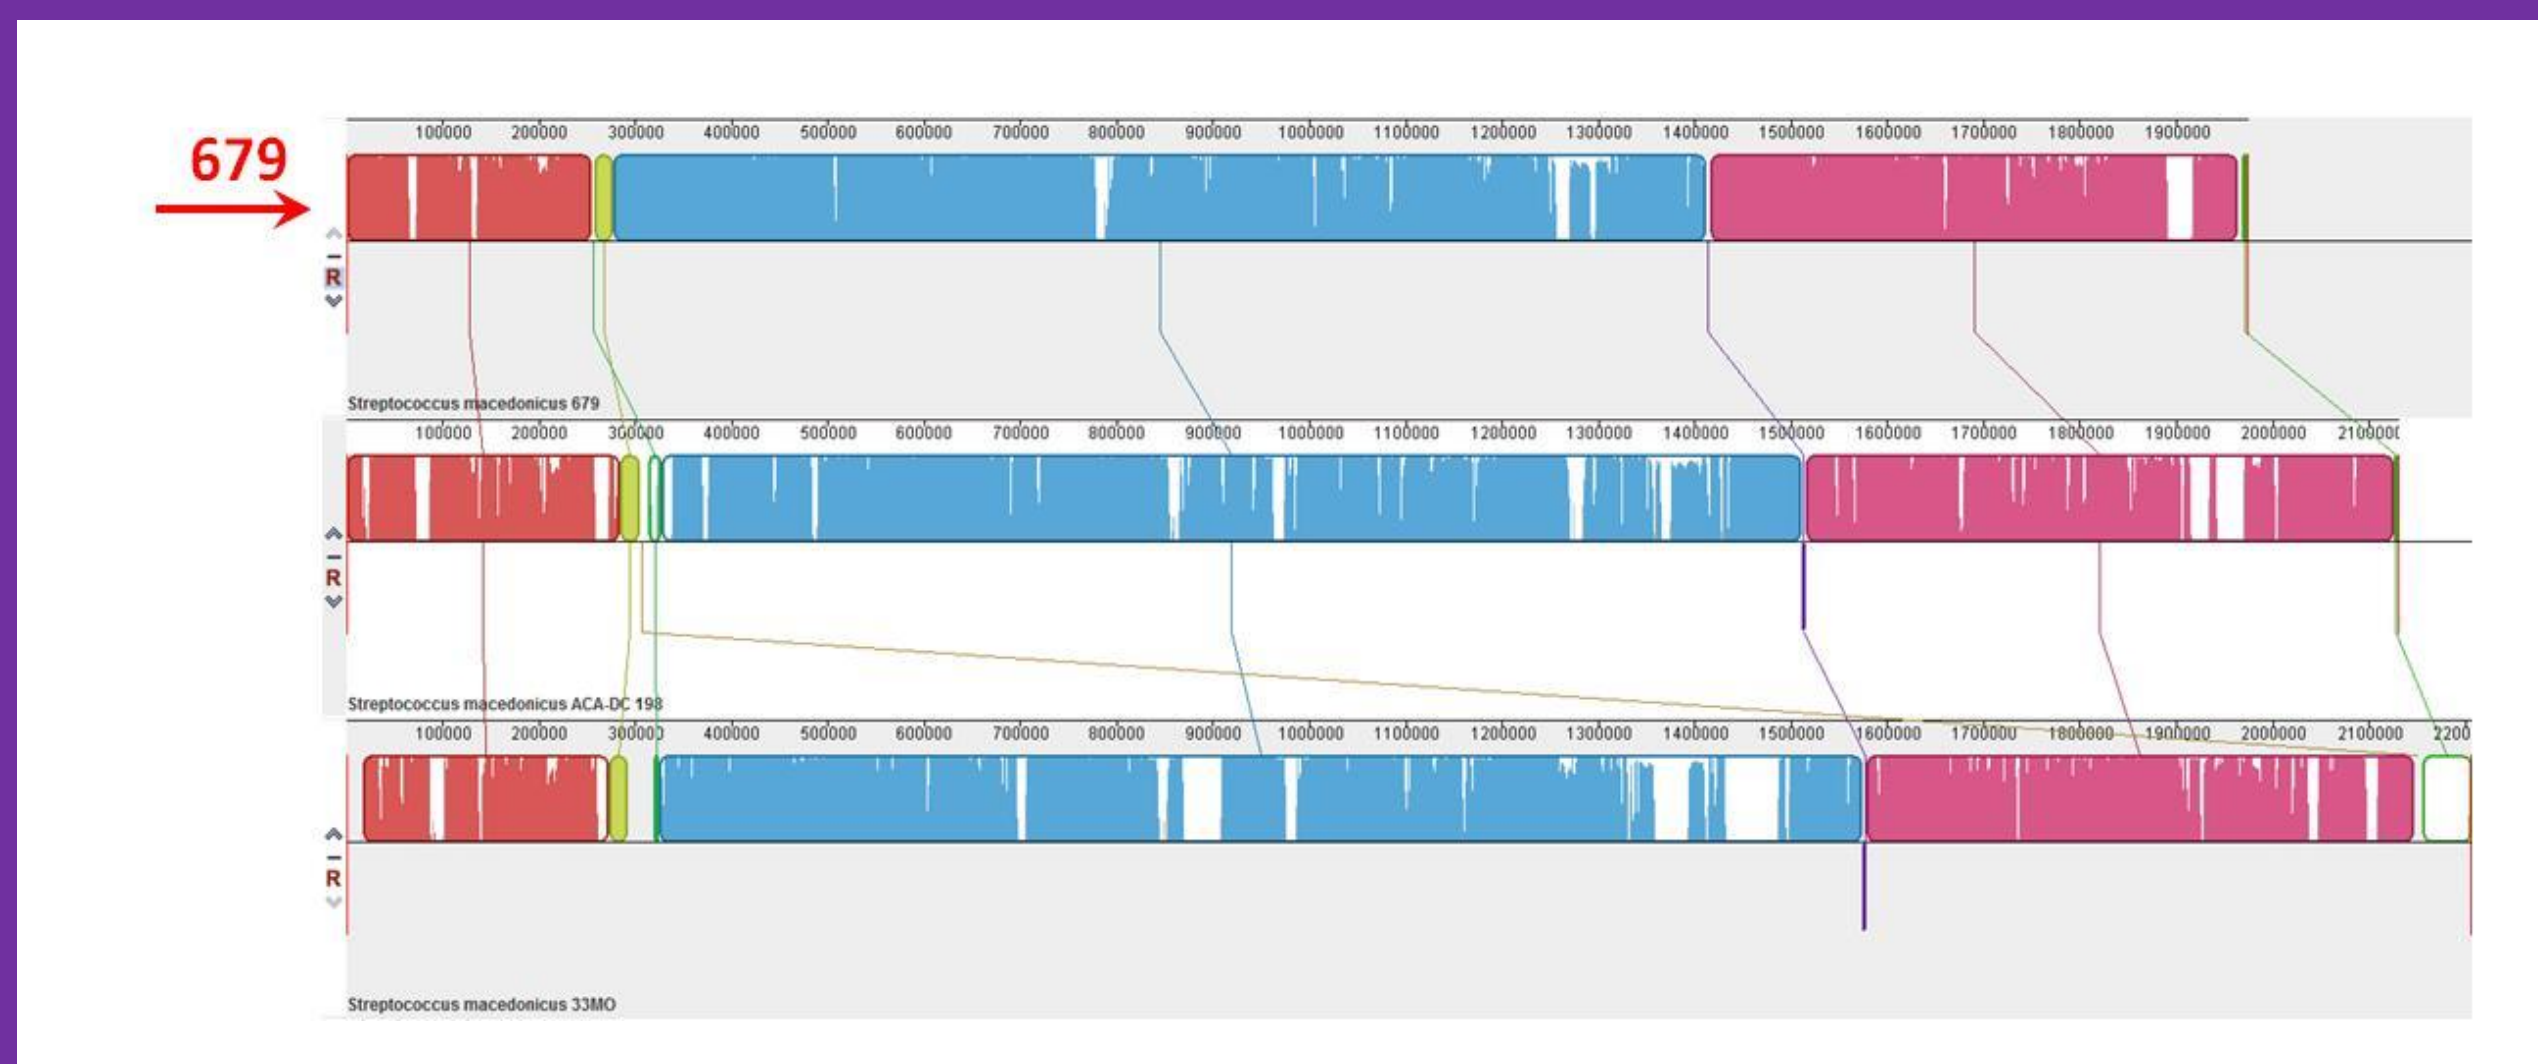 100000 200000 300000 400000 500000 600000 700000 800000 900000 1000000 1100000 1200000 1300000 1400000 1500000 1600000 1700000 1800000 1900000
679
R
Streptococcus macedonicus 679
100000 200000 300000 400000 500000 600000 700000 800000 900000 1000000 1100000 1200000 1300000 1400000 1500000 1600000 1700000 1800000 1900000 2000000 2100000
R
Streptococcus macedonicus ACA-DC 198
100000 200000 300000 400000 500000 600000 700000 800000 900000 1000000 1100000 1200000 1300000 1400000 1500000 1600000 1700000 1800000 1900000 2000000 2100000 2200
R
Streptococcus macedonicus 33MO